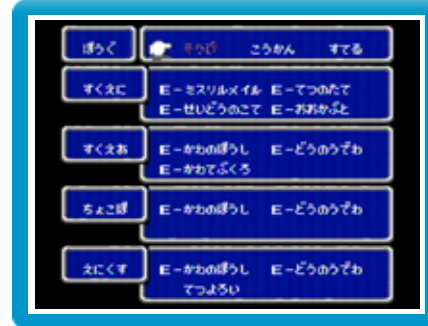 ぼうぐ そうび こうかん すてる
すくえに E-ミスリルメイル E-てつのたて
E-せいどうのこて E-おおかぶと
すくえあ E-かわのぼうし E-どうのうでわ
E-かわてぶくろ
ちょこぼ E-かわのぼうし E-どうのうでわ
えにくす E-かわのぼうし E-どうのうでわ
てつよろい